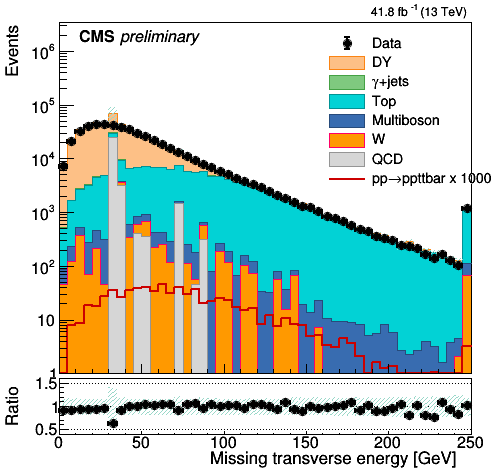 41.8 fb⁻¹ (13 TeV)
CMS preliminary
Events
10⁶
10⁵
10⁴
10³
10²
10
1
Data
DY
γ+jets
Top
Multiboson
W
QCD
pp→ppttbar x 1000
Ratio
1.5
1
0.5
0 50 100 150 200 250
Missing transverse energy [GeV]